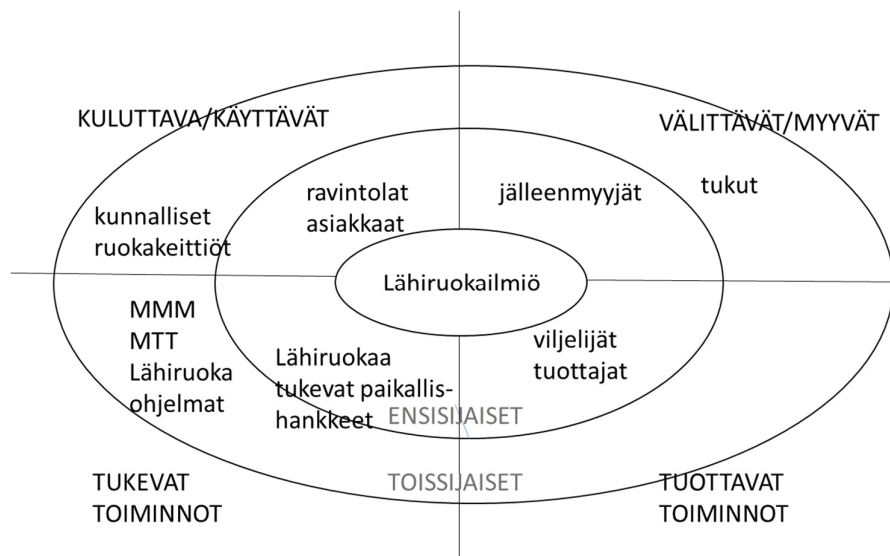 KULUTTAVA/KÄYTTÄVÄT
VÄLITTÄVÄT/MYYVÄT
kunnalliset
ruokakeittiöt
ravintolat
asiakkaat
jälleenmyyjät
tukut
Lähiruokailmiö
MMM
MTT
Lähiruoka
ohjelmat
Lähiruokaa
tukevat paikallis-
hankkeet
viljelijät
tuottajat
ENSISIJAISET
TOISSIJAISET
TUKEVAT
TOIMINNOT
TUOTTAVAT
TOIMINNOT